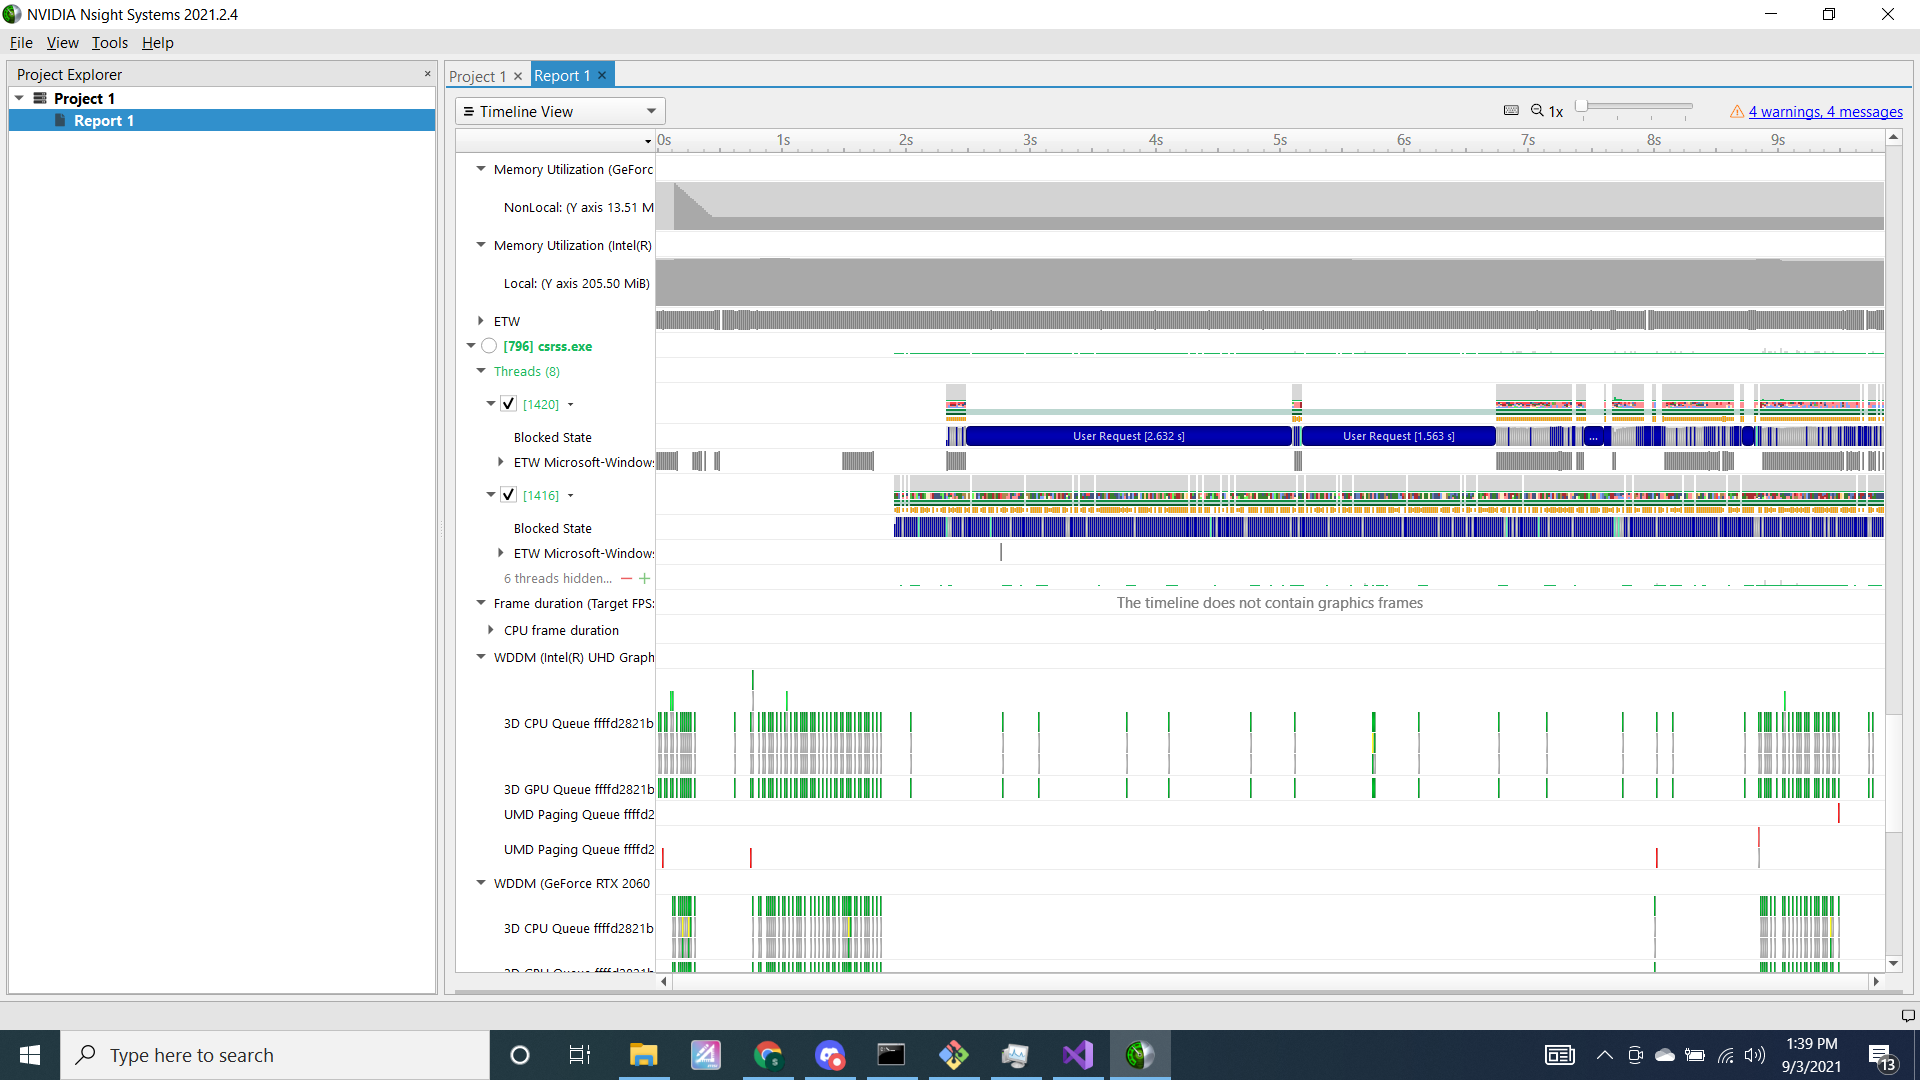 NVIDIA Nsight Systems 2021.2.4
File View Tools Help
Project Explorer
Project 1
Report 1
Project 1
Report 1
Timeline View
1x
4 warnings, 4 messages
0s 1s 2s 3s 4s 5s 6s 7s 8s 9s
Memory Utilization (GeForc
NonLocal: (Y axis 13.51 M
Memory Utilization (Intel(R)
Local: (Y axis 205.50 MiB)
ETW
[796] csrss.exe
Threads (8)
[1420]
Blocked State
User Request [2.632 s]
User Request [1.563 s]
...
ETW Microsoft-Window
[1416]
Blocked State
ETW Microsoft-Window
6 threads hidden...
Frame duration (Target FPS:
The timeline does not contain graphics frames
CPU frame duration
WDDM (Intel(R) UHD Graph
3D CPU Queue ffffd2821b
3D GPU Queue ffffd2821b
UMD Paging Queue ffffd2
UMD Paging Queue ffffd2
WDDM (GeForce RTX 2060
3D CPU Queue ffffd2821b
3D GPU Queue ffffd2821b
Type here to search
1:39 PM
9/3/2021
13